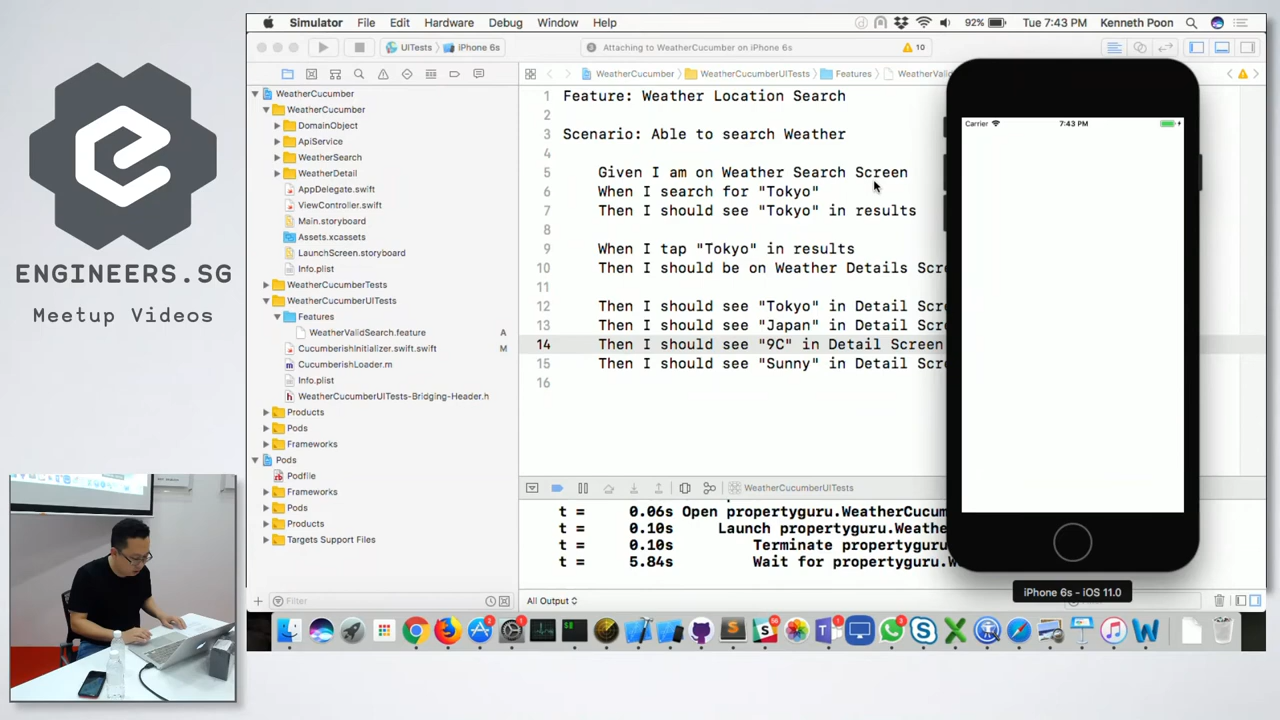 Simulator File Edit Hardware Debug Window Help 92% Tue 7:43 PM Kenneth Poon
UITests iPhone 6s Attaching to WeatherCucumber on iPhone 6s 10
WeatherCucumber WeatherCucumberUITests Features WeatherVali
WeatherCucumber
WeatherCucumber
DomainObject
ApiService
WeatherSearch
WeatherDetail
AppDelegate.swift
ViewController.swift
Main.storyboard
Assets.xcassets
LaunchScreen.storyboard
Info.plist
WeatherCucumberTests
WeatherCucumberUITests
Features
WeatherValidSearch.feature A
CucumberishInitializer.swift.swift M
CucumberishLoader.m
Info.plist
WeatherCucumberUITests-Bridging-Header.h
Products
Pods
Frameworks
Pods
Podfile
Frameworks
Pods
Products
Targets Support Files
Filter
1 Feature: Weather Location Search
2
3 Scenario: Able to search Weather
4
5 Given I am on Weather Search Screen
6 When I search for "Tokyo"
7 Then I should see "Tokyo" in results
8
9 When I tap "Tokyo" in results
10 Then I should be on Weather Details Scre
11
12 Then I should see "Tokyo" in Detail Scre
13 Then I should see "Japan" in Detail Scre
14 Then I should see "9C" in Detail Screen
15 Then I should see "Sunny" in Detail Scre
16
WeatherCucumberUITests
t = 0.06s Open propertyguru.WeatherCucum
t = 0.10s Launch propertyguru.Weathe
t = 0.10s Terminate propertyguru
t = 5.84s Wait for propertyguru.W
All Output
Carrier 7:43 PM
iPhone 6s - iOS 11.0
ENGINEERS.SG
Meetup Videos